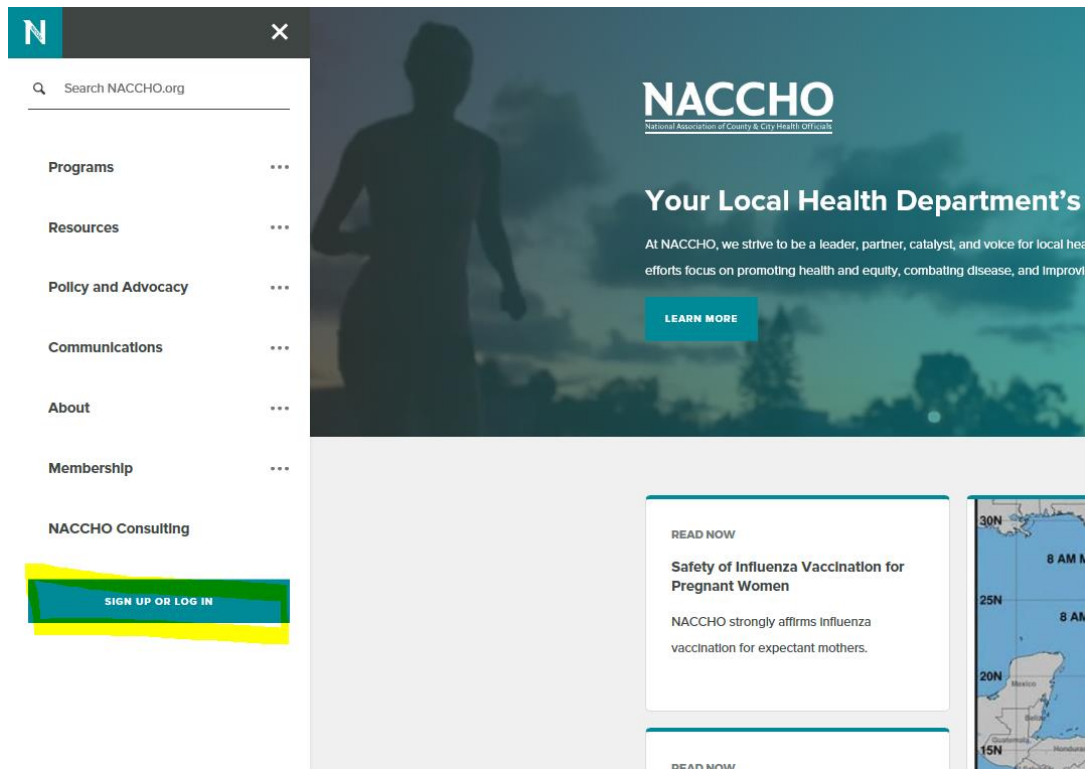 N
Search NACCHO.org
Programs
Resources
Policy and Advocacy
Communications
About
Membership
NACCHO Consulting
SIGN UP OR LOG IN
NACCHO
National Association of County & City Health Officials
Your Local Health Department’s
At NACCHO, we strive to be a leader, partner, catalyst, and voice for local
efforts focus on promoting health and equity, combating disease, and
LEARN MORE
READ NOW
Safety of Influenza Vaccination for
Pregnant Women
NACCHO strongly affirms influenza
vaccination for expectant mothers.
READ NOW
30N
8 AM
25N
8 AM
20N
Mexico
15N